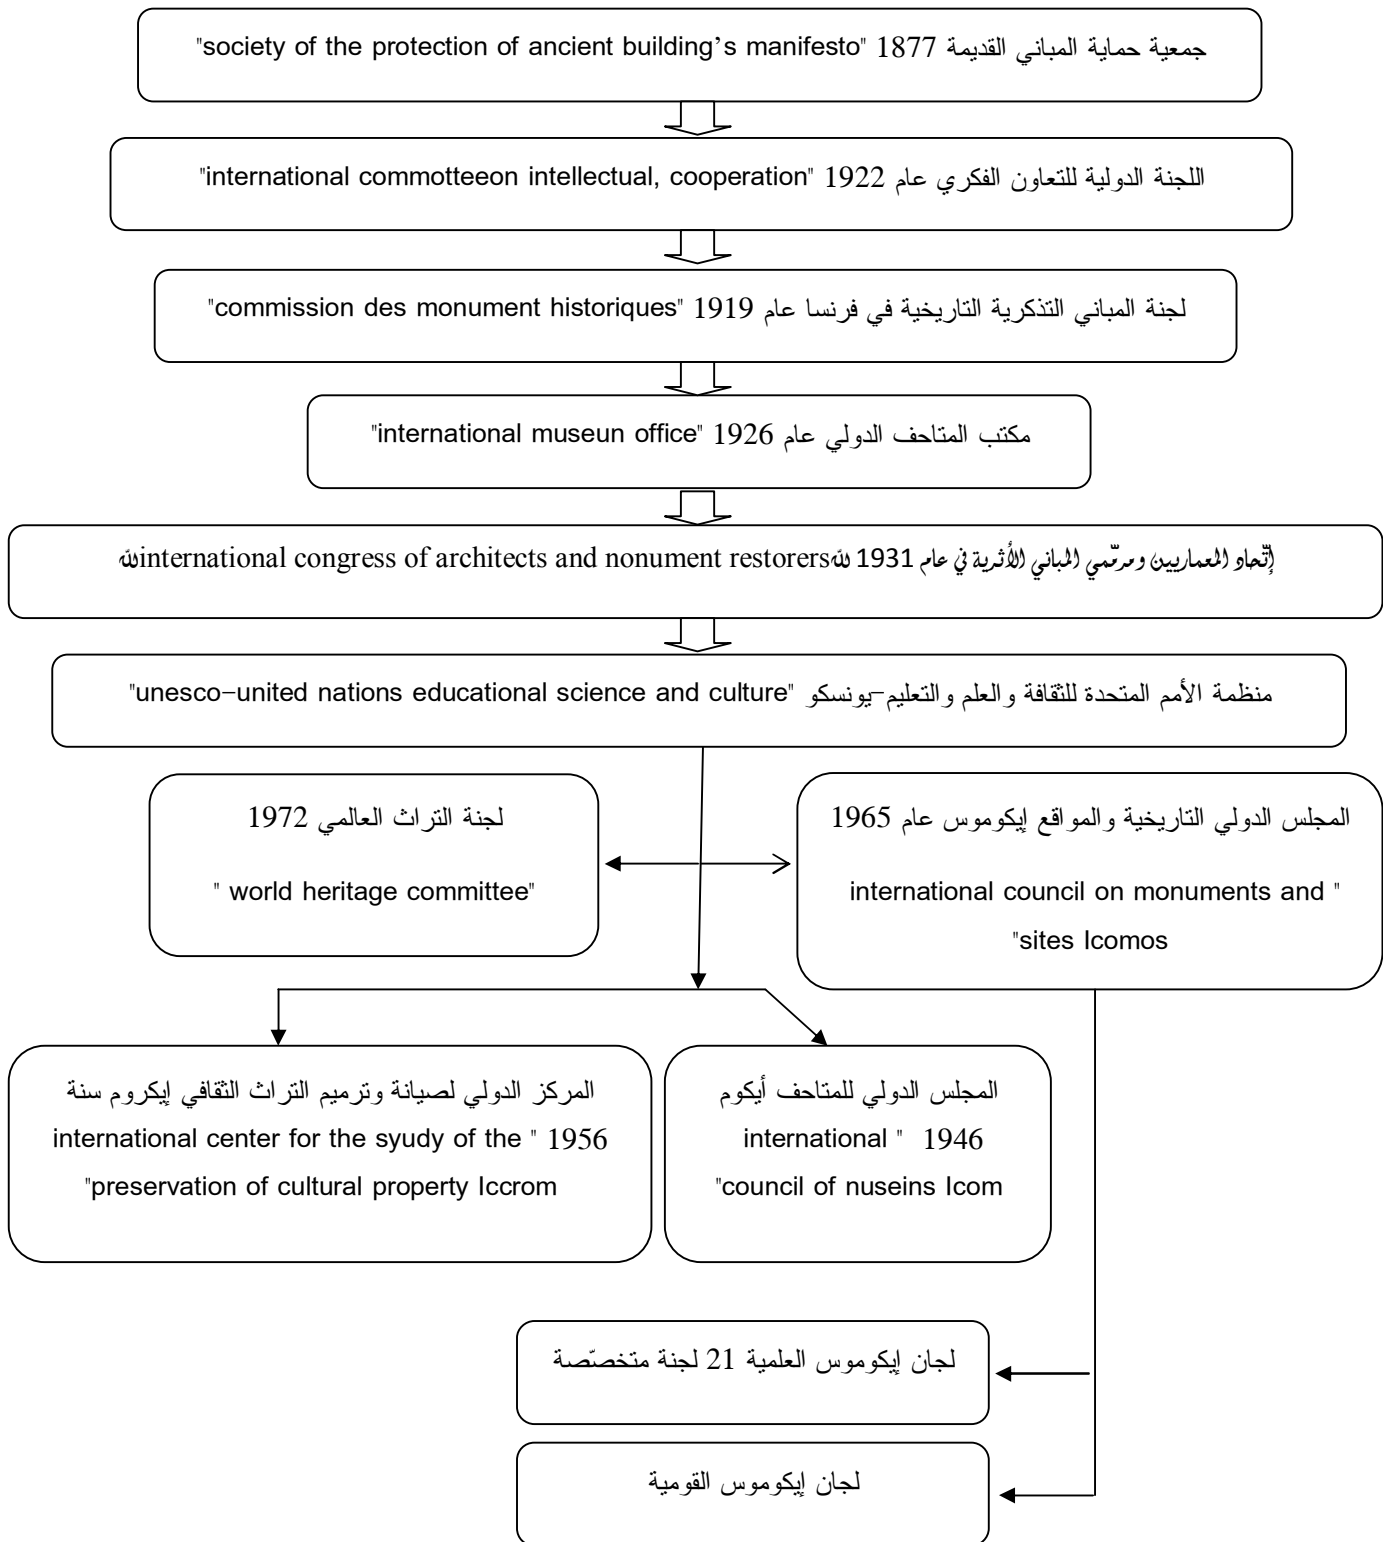 جمعية حماية المباني القديمة 1877 "society of the protection of ancient building’s manifesto"
اللجنة الدولية للتعاون الفكري عام 1922 "international commotteeon intellectual, cooperation"
لجنة المباني التذكرية التاريخية في فرنسا عام 1919 "commission des monument historiques"
مكتب المتاحف الدولي عام 1926 "international museun office"
إتّحاد المعماريين ومرمّمي المباني الأثرية في عام 1931 لله international congress of architects and nonument restorers لله
منظمة الأمم المتحدة للثقافة والعلم والتعليم-يونسكو "unesco-united nations educational science and culture"
المجلس الدولي التاريخية والمواقع إيكوموس عام 1965
" international council on monuments and
sites Icomos"
لجنة التراث العالمي 1972
"world heritage committee "
المجلس الدولي للمتاحف أيكوم
1946 " international
council of nuseins Icom"
المركز الدولي لصيانة وترميم التراث الثقافي إيكروم سنة
1956 " international center for the syudy of the
preservation of cultural property Iccrom"
لجان إيكوموس العلمية 21 لجنة متخصّصة
لجان إيكوموس القومية